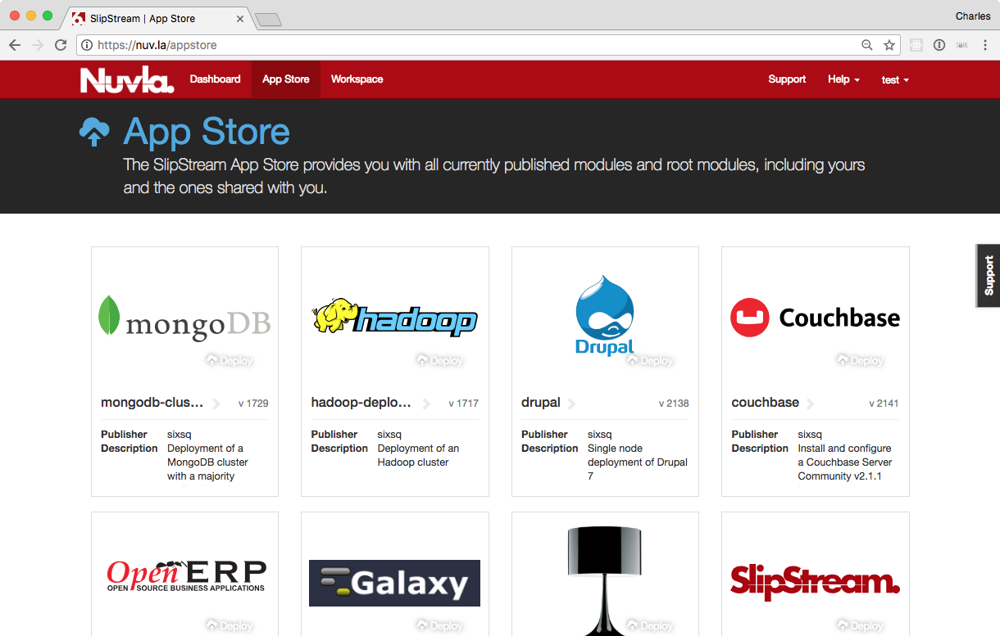 SlipStream | App Store
Charles
https://nuv.la/appstore
Nuvla.
Dashboard
App Store
Workspace
Support
Help
test
App Store
The SlipStream App Store provides you with all currently published modules and root modules, including yours
and the ones shared with you.
Support
mongoDB
Deploy
mongodb-clus...
v 1729
Publisher sixsq
Description Deployment of a
MongoDB cluster
with a majority
hadoop
Deploy
hadoop-deplo...
v 1717
Publisher sixsq
Description Deployment of an
Hadoop cluster
Drupal
Deploy
drupal
v 2138
Publisher sixsq
Description Single node
deployment of Drupal
7
Couchbase
Deploy
couchbase
v 2141
Publisher sixsq
Description Install and configure
a Couchbase Server
Community v2.1.1
Open ERP
OPEN SOURCE BUSINESS APPLICATIONS
Deploy
Galaxy
Deploy
Deploy
SlipStream.
Deploy